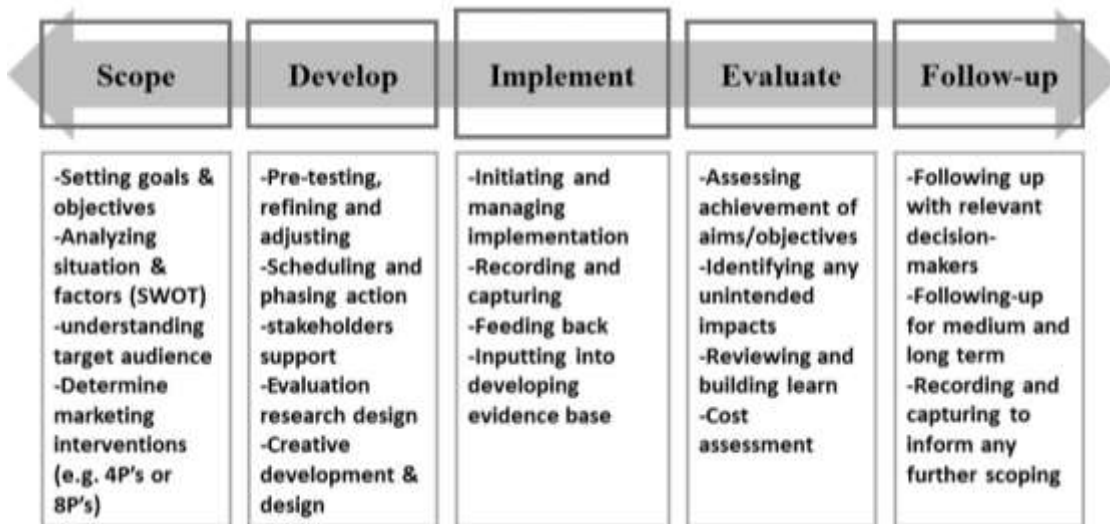 Scope
Develop
Implement
Evaluate
Follow-up
-Setting goals &
objectives
-Analyzing
situation &
factors (SWOT)
-understanding
target audience
-Determine
marketing
interventions
(e.g. 4P's or
8P's)
-Pre-testing,
refining and
adjusting
-Scheduling and
phasing action
-stakeholders
support
-Evaluation
research design
-Creative
development &
design
-Initiating and
managing
implementation
-Recording and
capturing
-Feeding back
-Inputting into
developing
evidence base
-Assessing
achievement of
aims/objectives
-Identifying any
unintended
impacts
-Reviewing and
building learn
-Cost
assessment
-Following up
with relevant
decision-
makers
-Following-up
for medium and
long term
-Recording and
capturing to
inform any
further scoping